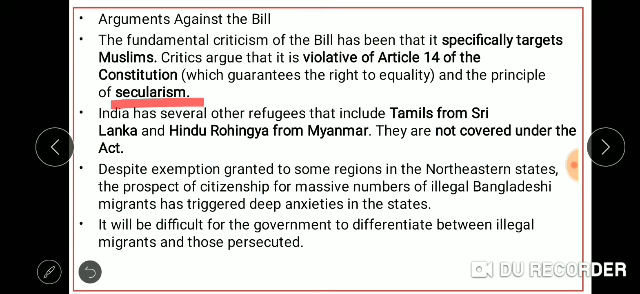 • Arguments Against the Bill
• The fundamental criticism of the Bill has been that it specifically targets
Muslims. Critics argue that it is violative of Article 14 of the
Constitution (which guarantees the right to equality) and the principle
of secularism.
• India has several other refugees that include Tamils from Sri
Lanka and Hindu Rohingya from Myanmar. They are not covered under the
Act.
• Despite exemption granted to some regions in the Northeastern states,
the prospect of citizenship for massive numbers of illegal Bangladeshi
migrants has triggered deep anxieties in the states.
• It will be difficult for the government to differentiate between illegal
migrants and those persecuted.
DU RECORDER